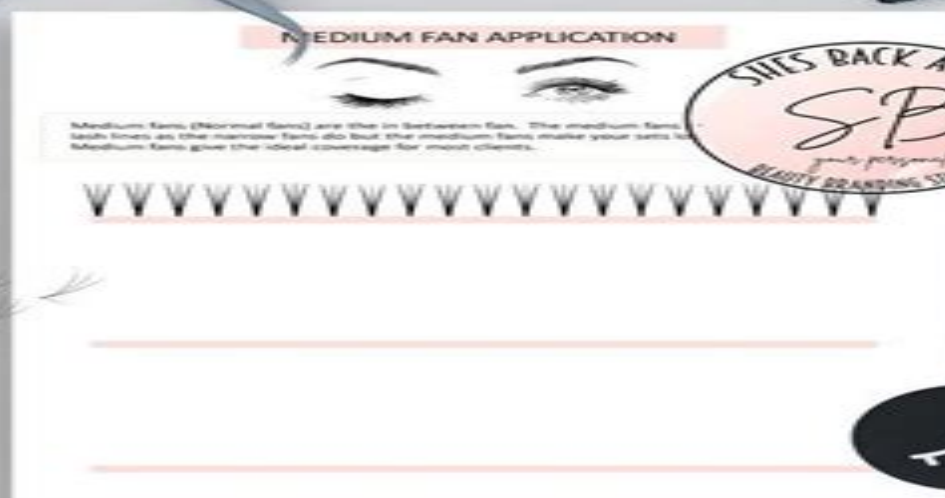 MEDIUM FAN APPLICATION
Medium fans (Normal fans) are the in between fan. The medium fans
lash lines as the narrow fans do but the medium fans make your sets
Medium fans give the ideal coverage for most clients.
SHES BACK
SB
your personal
BEAUTY BRANDING